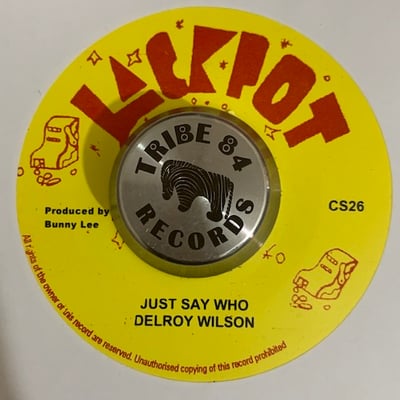 JACKPOT
TRIBE 84
RECORDS
Produced by
Bunny Lee
CS26
JUST SAY WHO
DELROY WILSON
All rights of the owner of this record are reserved. Unauthorised copying of this record prohibited